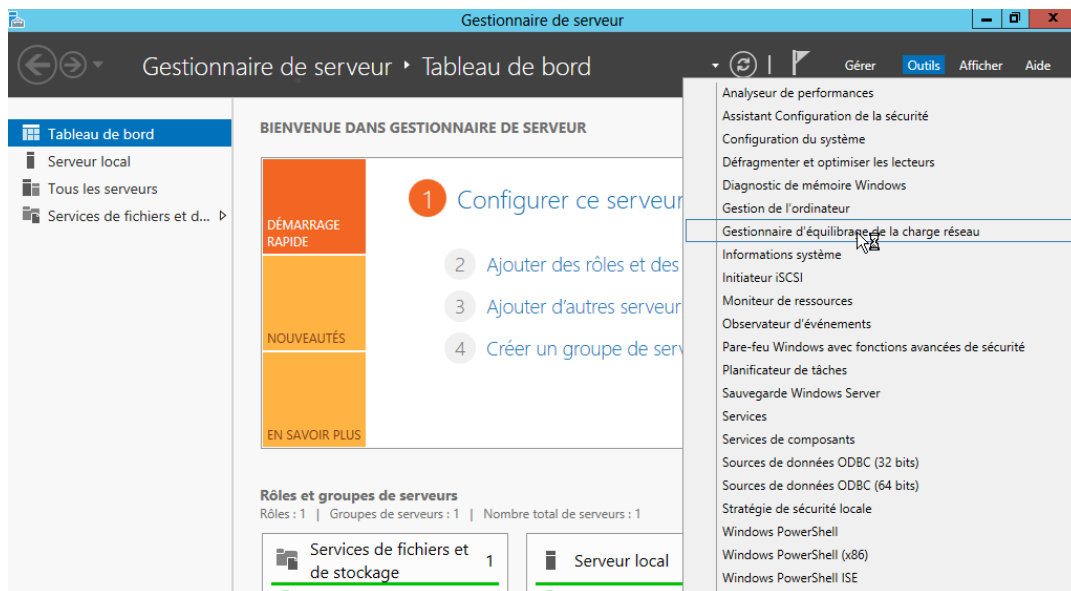 Gestionnaire de serveur
Gestionnaire de serveur ‣ Tableau de bord
Gérer
Outils
Afficher
Aide
Tableau de bord
Serveur local
Tous les serveurs
Services de fichiers et d...
BIENVENUE DANS GESTIONNAIRE DE SERVEUR
DÉMARRAGE
RAPIDE
NOUVEAUTÉS
EN SAVOIR PLUS
1 Configurer ce serveur
2 Ajouter des rôles et des
3 Ajouter d'autres serveur
4 Créer un groupe de serv
Rôles et groupes de serveurs
Rôles : 1 | Groupes de serveurs : 1 | Nombre total de serveurs : 1
Services de fichiers et
de stockage
1
Serveur local
Analyseur de performances
Assistant Configuration de la sécurité
Configuration du système
Défragmenter et optimiser les lecteurs
Diagnostic de mémoire Windows
Gestion de l'ordinateur
Gestionnaire d'équilibrage de la charge réseau
Informations système
Initiateur iSCSI
Moniteur de ressources
Observateur d'événements
Pare-feu Windows avec fonctions avancées de sécurité
Planificateur de tâches
Sauvegarde Windows Server
Services
Services de composants
Sources de données ODBC (32 bits)
Sources de données ODBC (64 bits)
Stratégie de sécurité locale
Windows PowerShell
Windows PowerShell (x86)
Windows PowerShell ISE